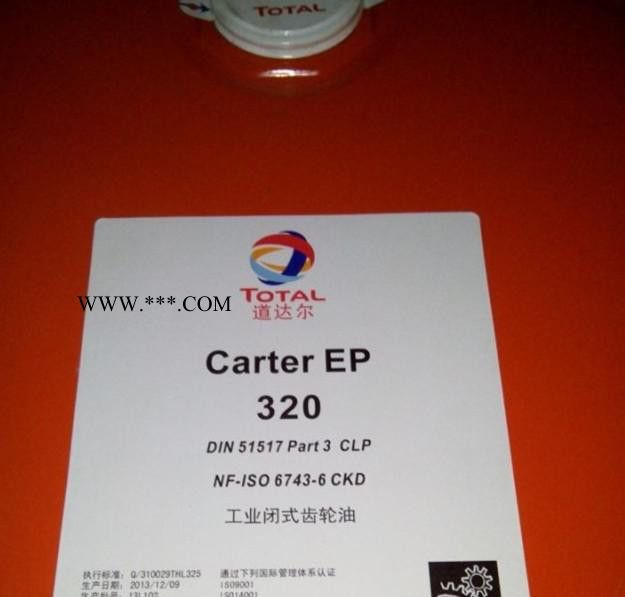 TOTAL
TOTAL
道达尔
WWW.***.COM
Carter EP
320
DIN 51517 Part 3 CLP
NF-ISO 6743-6 CKD
工业闭式齿轮油
执行标准: Q/310029THL325 通过下列国际管理体系认证
生产日期: 2013/12/09 ISO9001
ISO14001